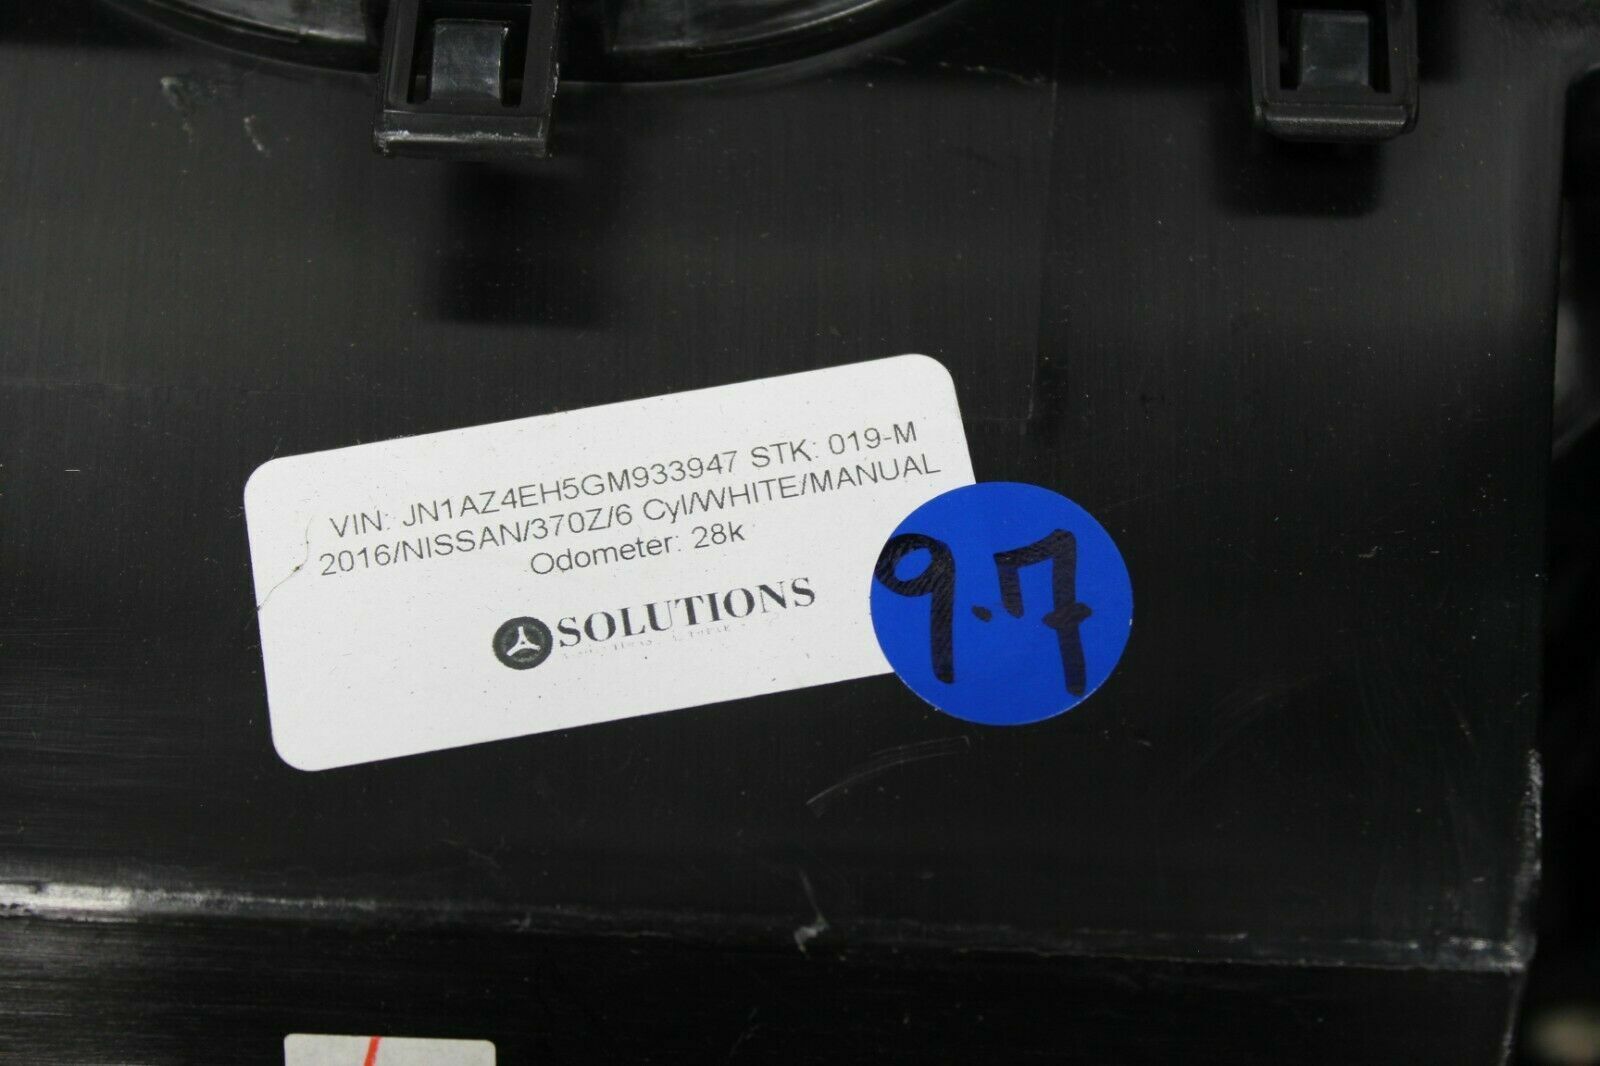 VIN: JN1AZ4EH5GM933947 STK: 019-M
2016/NISSAN/370Z/6 Cyl/WHITE/MANUAL
Odometer: 28k
SOLUTIONS
9.7